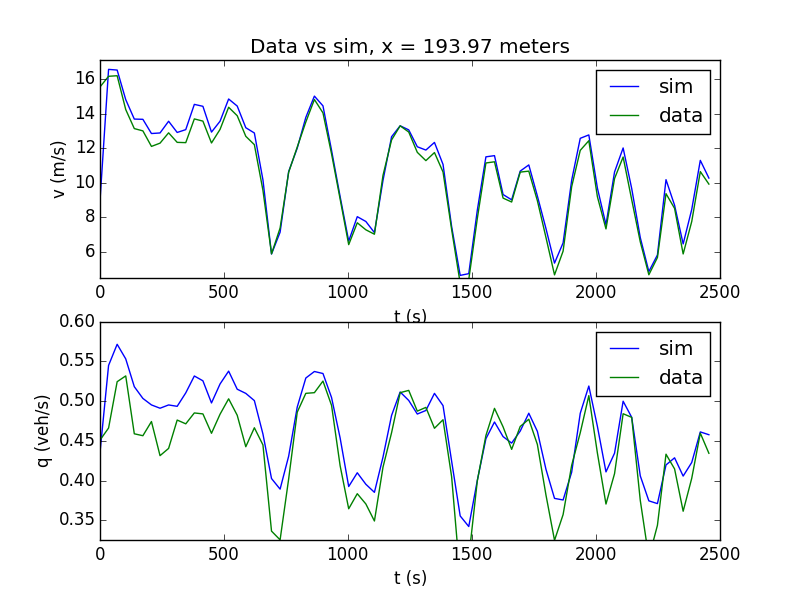 Data vs sim, x = 193.97 meters
v (m/s)
16
14
12
10
8
6
sim
data
0
500
1000
1500
2000
2500
t (s)
q (veh/s)
0.60
0.55
0.50
0.45
0.40
0.35
sim
data
0
500
1000
1500
2000
2500
t (s)